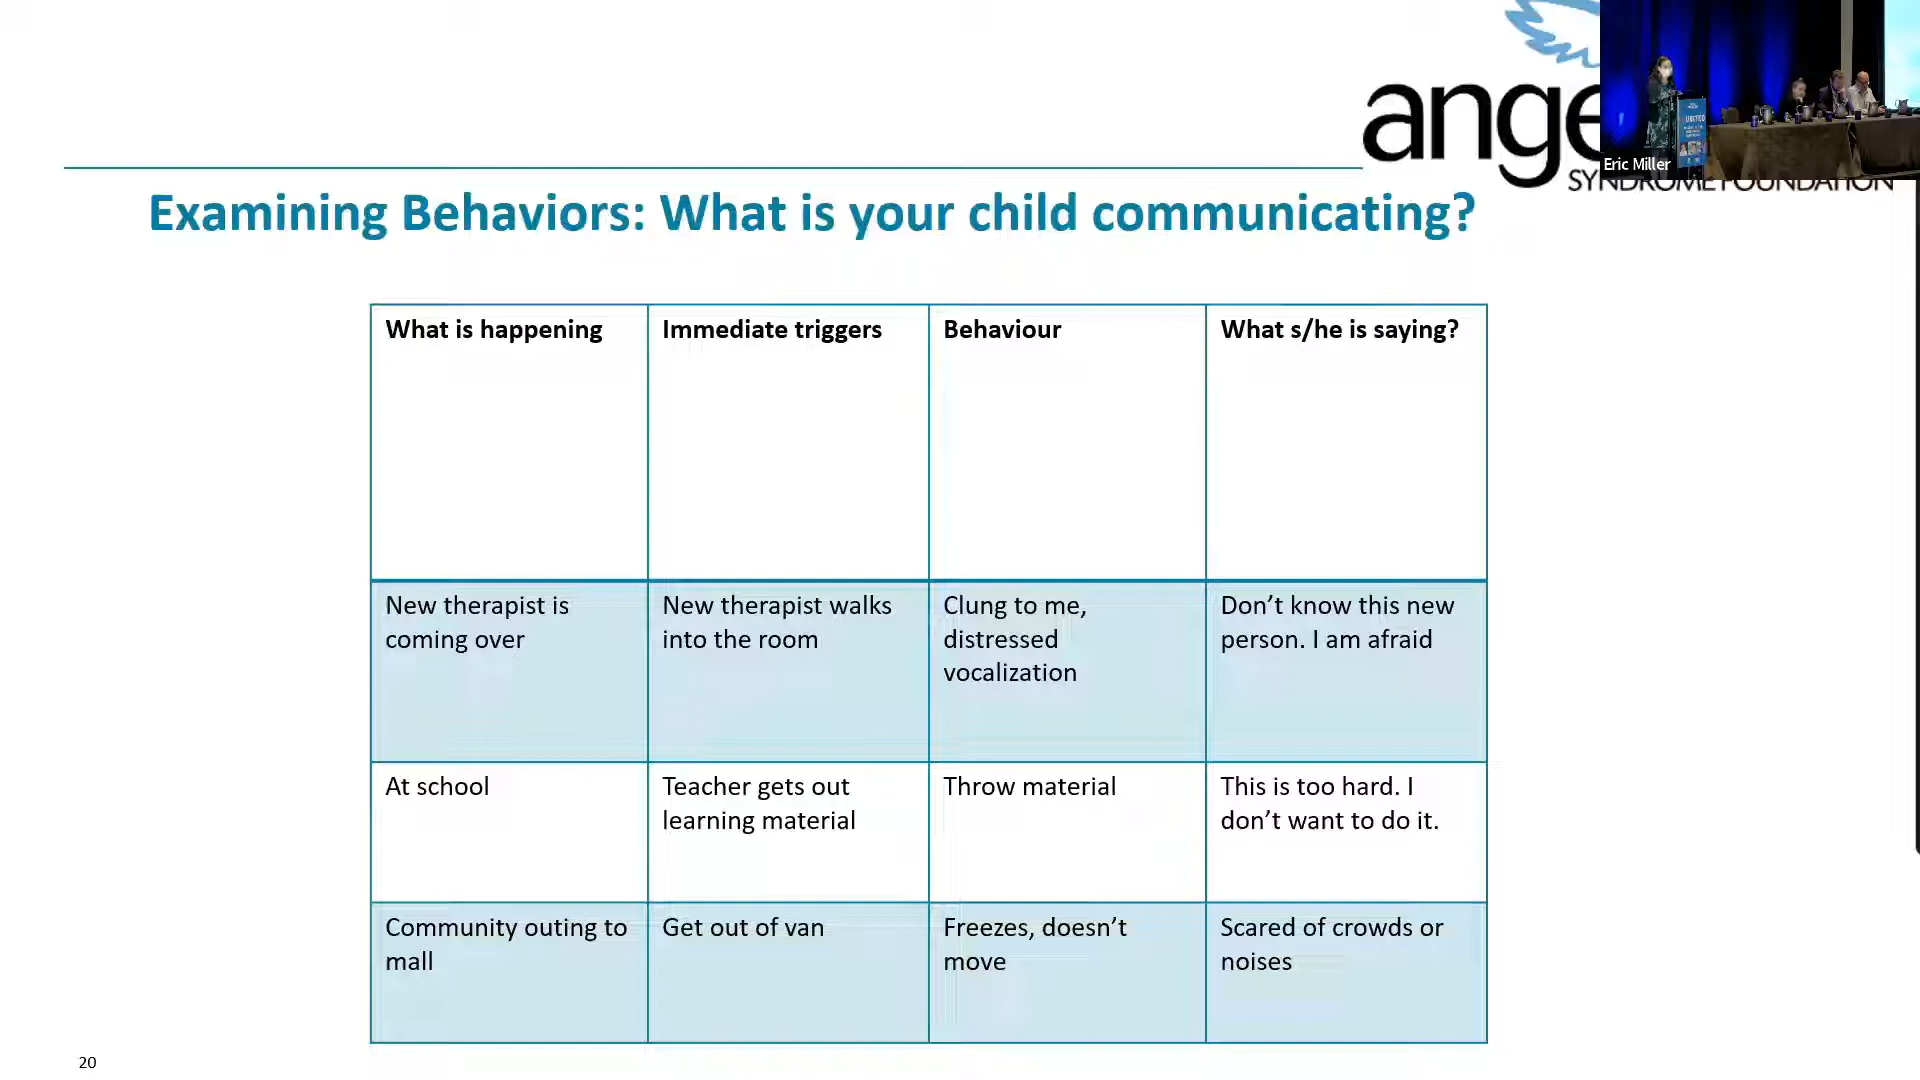 ange
Eric Miller
SYNDROME FOUNDATION
Examining Behaviors: What is your child communicating?
What is happening
Immediate triggers
Behaviour
What s/he is saying?
New therapist is
coming over
New therapist walks
into the room
Clung to me,
distressed
vocalization
Don’t know this new
person. I am afraid
At school
Teacher gets out
learning material
Throw material
This is too hard. I
don’t want to do it.
Community outing to
mall
Get out of van
Freezes, doesn’t
move
Scared of crowds or
noises
20